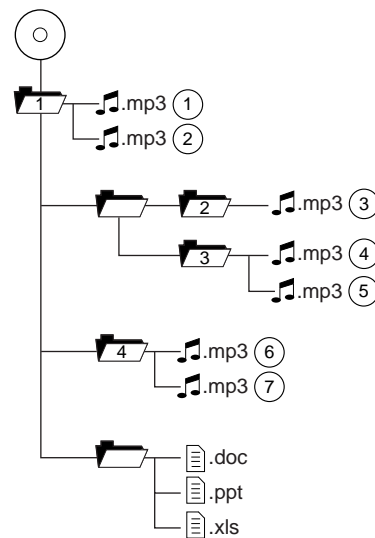 1 .mp3 1
.mp3 2
2 .mp3 3
3 .mp3 4
.mp3 5
4 .mp3 6
.mp3 7
.doc
.ppt
.xls